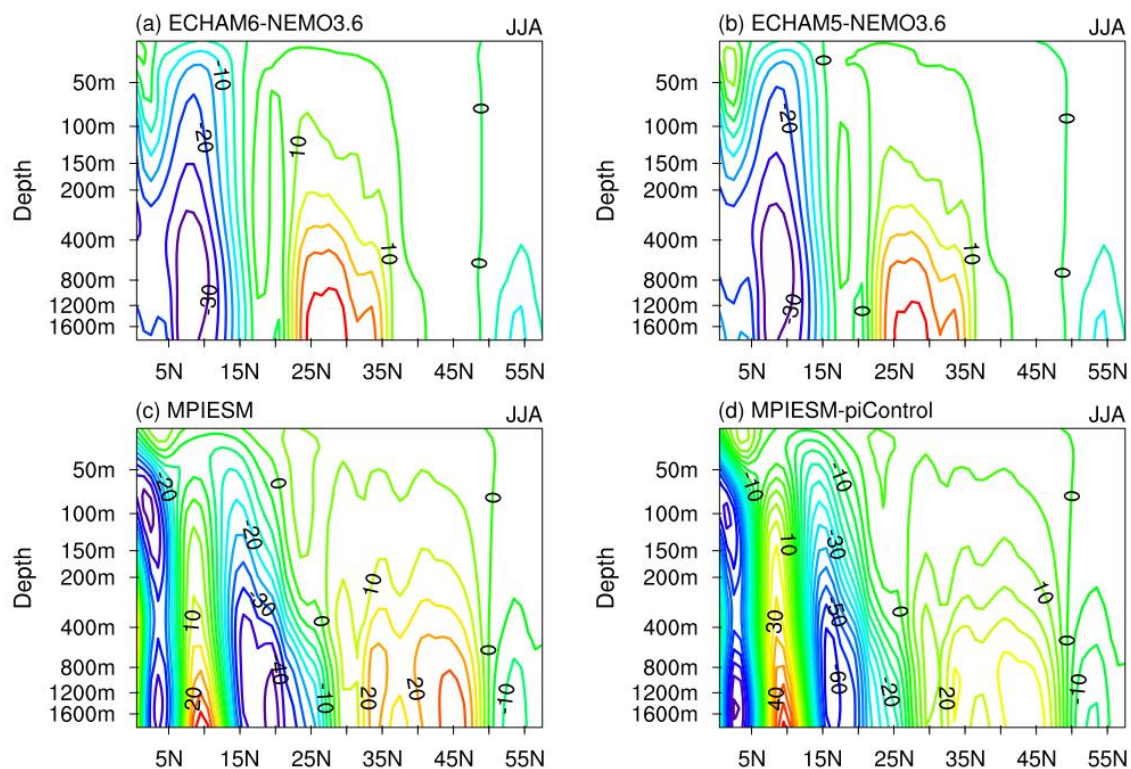 (a) ECHAM6-NEMO3.6 JJA
(b) ECHAM5-NEMO3.6 JJA
Depth
50m
100m
150m
200m
400m
800m
1200m
1600m
-10
-20
-30
10
10
0
0
5N 15N 25N 35N 45N 55N
Depth
50m
100m
150m
200m
400m
800m
1200m
1600m
0
-20
-30
0
10
0
0
5N 15N 25N 35N 45N 55N
(c) MPIESM JJA
(d) MPIESM-piControl JJA
Depth
50m
100m
150m
200m
400m
800m
1200m
1600m
-20
0
-20
-30
10
10
0
-40
-10
20
20
20
0
0
-10
5N 15N 25N 35N 45N 55N
Depth
50m
100m
150m
200m
400m
800m
1200m
1600m
-10
-10
10
-30
30
-50
0
10
-60
-20
40
20
0
0
-10
5N 15N 25N 35N 45N 55N